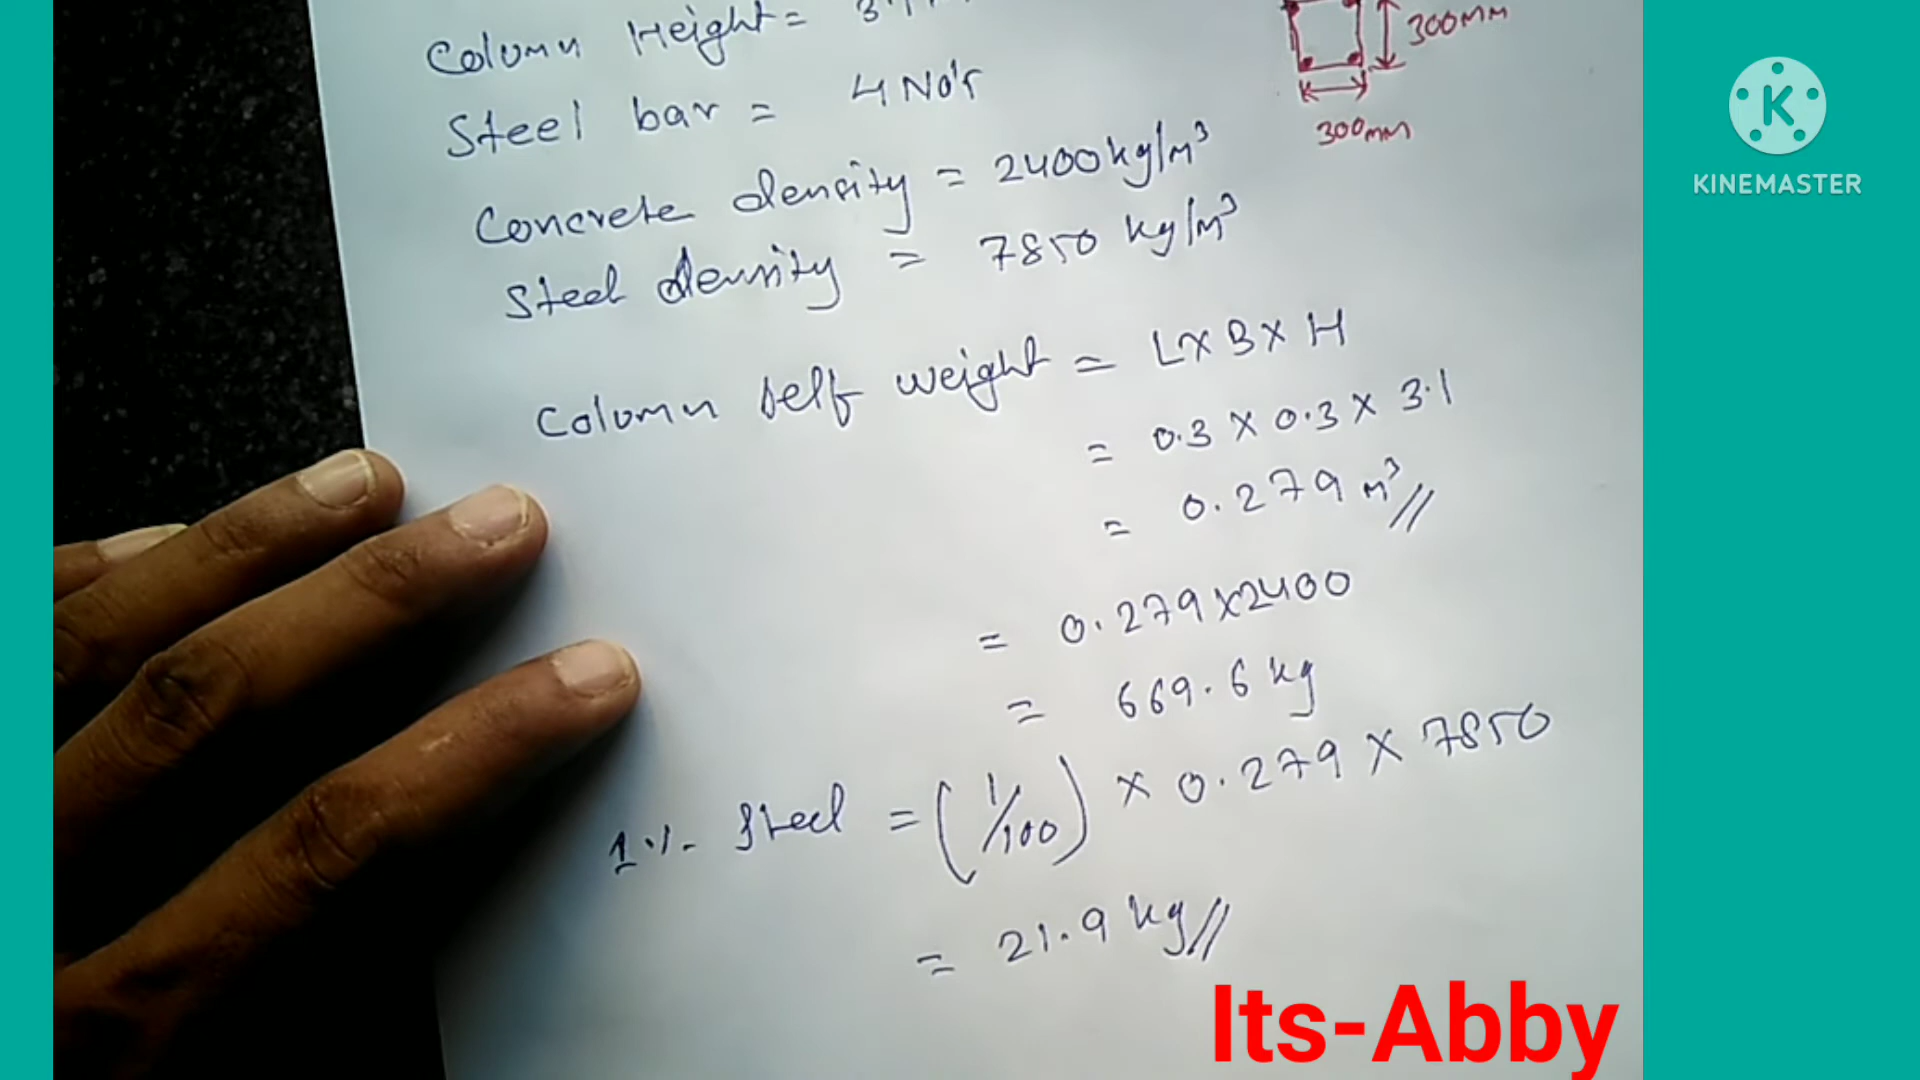 Column Height =
300mm
Steel bar = 4 No's
300mm
Concrete density = 2400 kg/m³
Steel density = 7850 kg/m³
Column self weight = L x B x H
= 0.3 x 0.3 x 3.1
= 0.279 m³//
= 0.279 x 2400
= 669.6 kg
1% Steel = (1/100) x 0.279 x 7850
= 21.9 kg//
K
KINEMASTER
Its-Abby